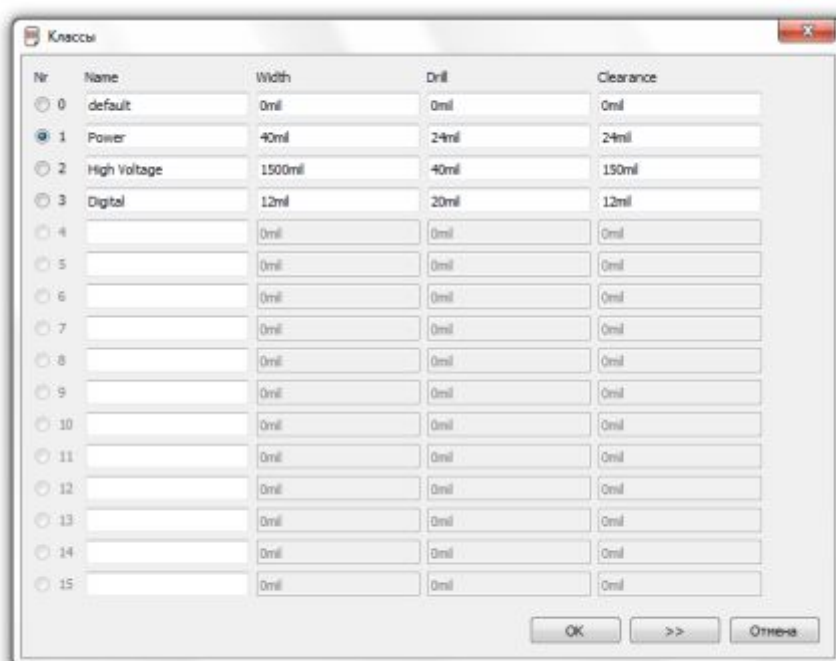 Классы
Nr Name Width Drill Clearance
0 default 0mil 0mil 0mil
1 Power 40mil 24mil 24mil
2 High Voltage 1500mil 40mil 150mil
3 Digital 12mil 20mil 12mil
4 0mil 0mil 0mil
5 0mil 0mil 0mil
6 0mil 0mil 0mil
7 0mil 0mil 0mil
8 0mil 0mil 0mil
9 0mil 0mil 0mil
10 0mil 0mil 0mil
11 0mil 0mil 0mil
12 0mil 0mil 0mil
13 0mil 0mil 0mil
14 0mil 0mil 0mil
15 0mil 0mil 0mil
OK >> Отмена